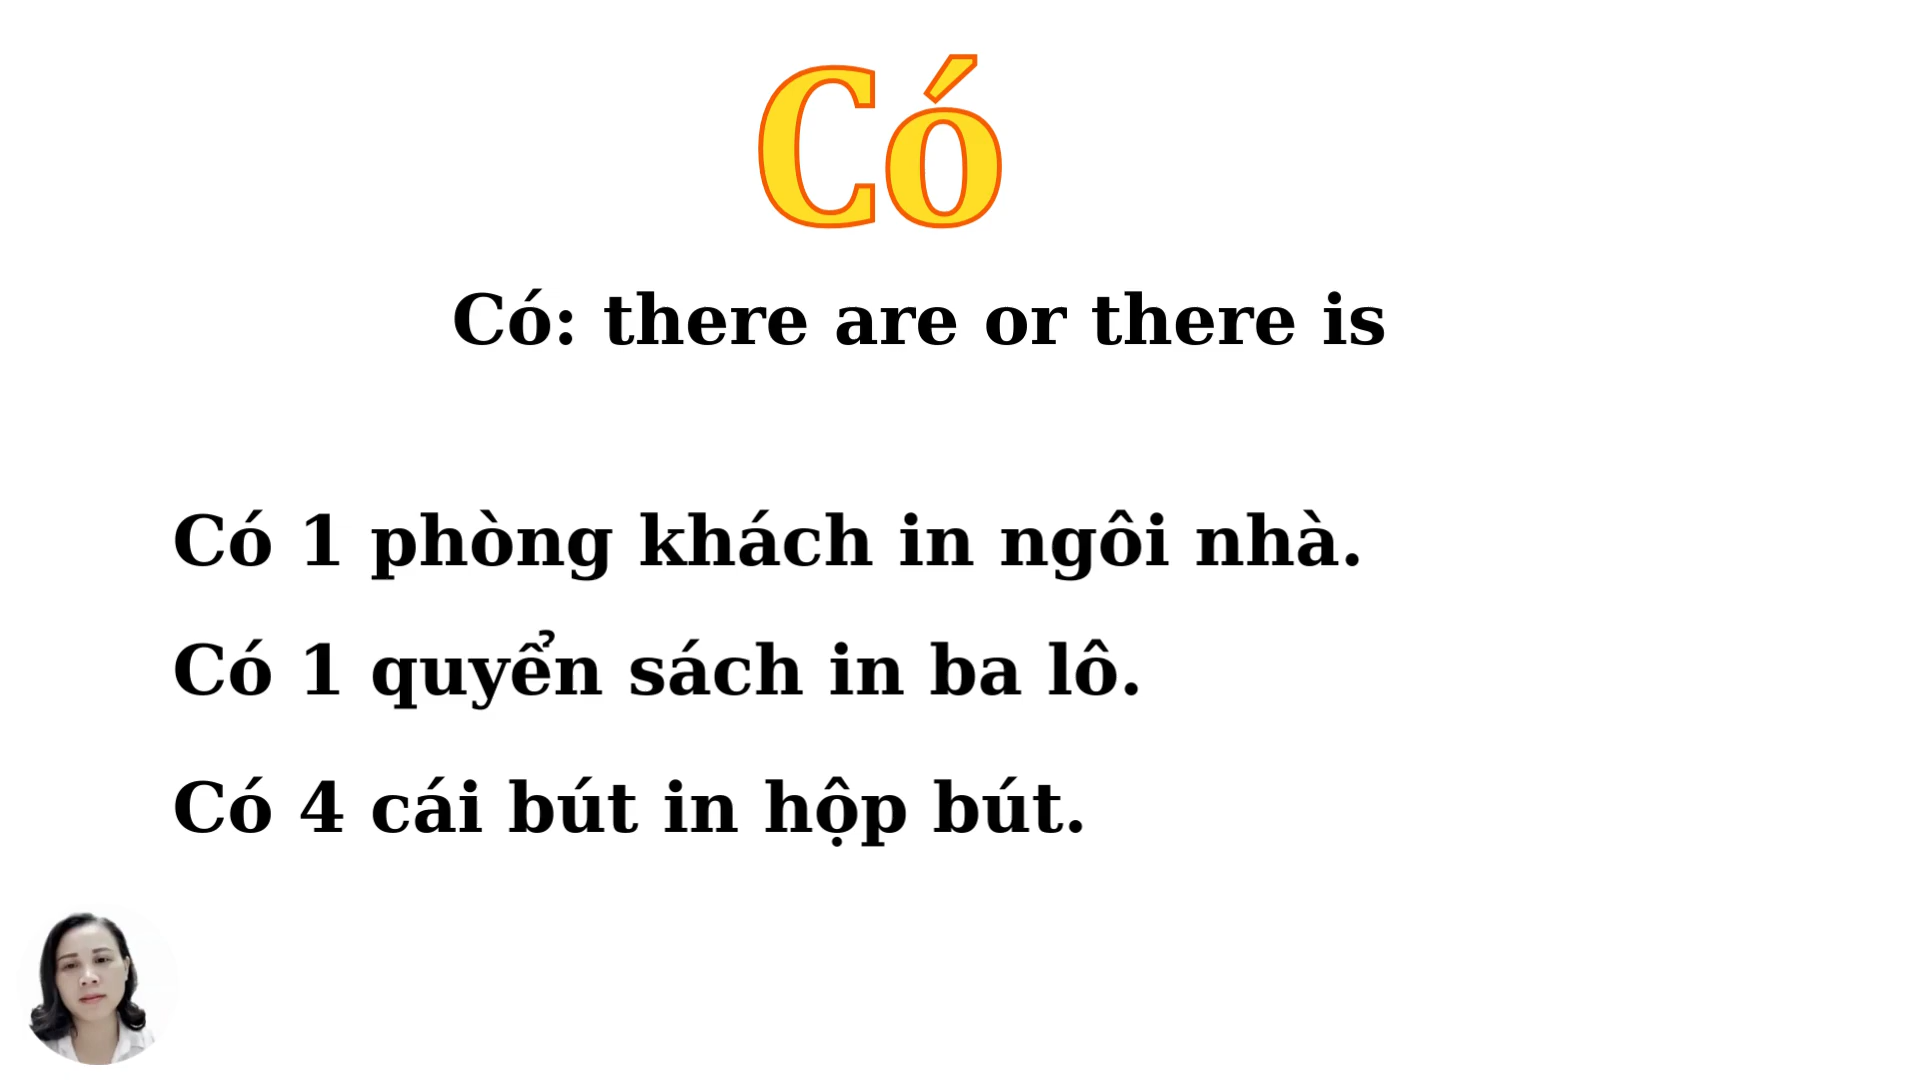 Có
Có: there are or there is
Có 1 phòng khách in ngôi nhà.
Có 1 quyển sách in ba lô.
Có 4 cái bút in hộp bút.